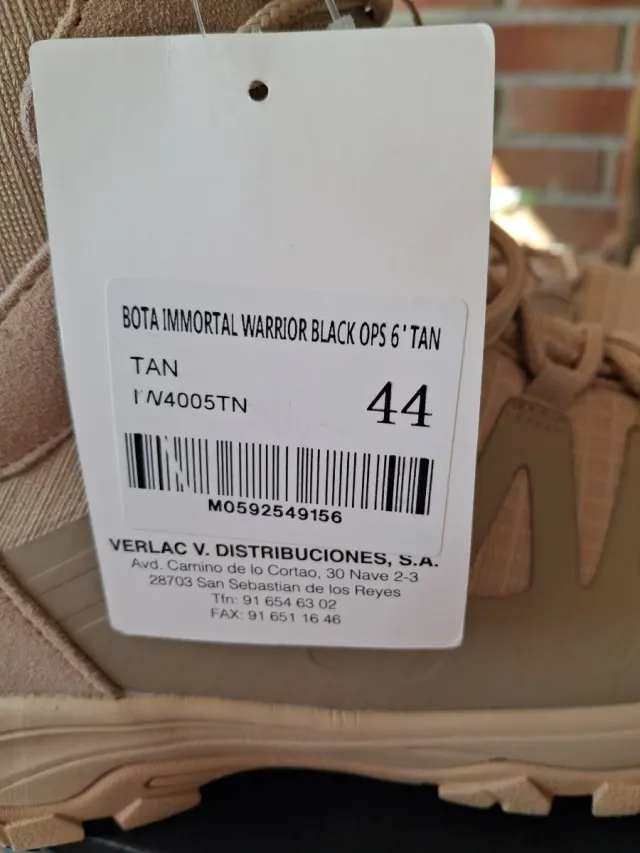 BOTA IMMORTAL WARRIOR BLACK OPS 6' TAN
TAN
IW4005TN
44
M0592549156
VERLAC V. DISTRIBUCIONES, S.A.
Avd. Camino de lo Cortao, 30 Nave 2-3
28703 San Sebastian de los Reyes
Tfn: 91 654 63 02
FAX: 91 651 16 46